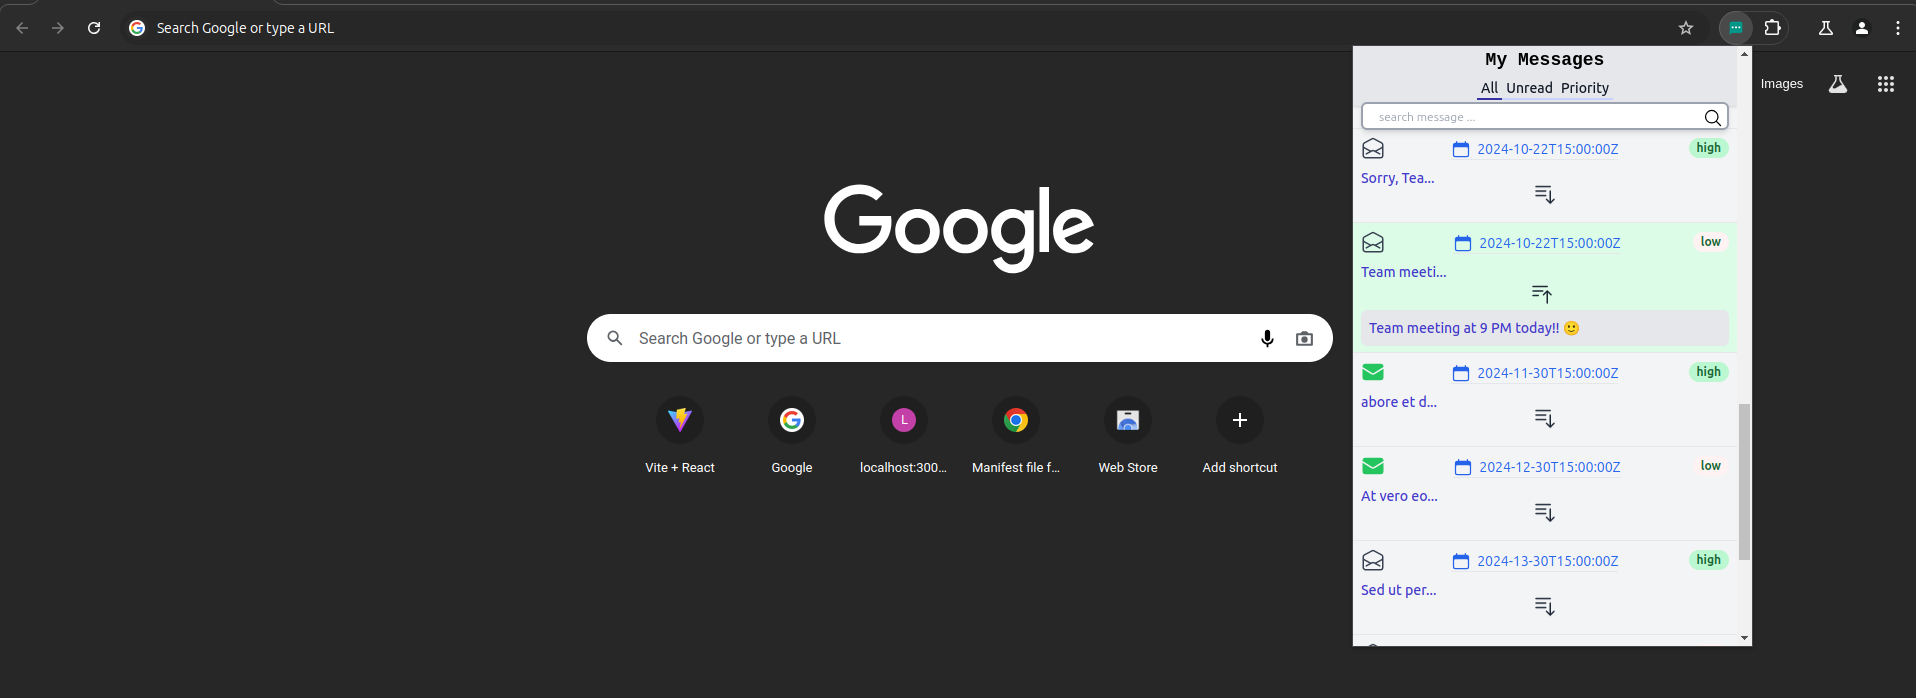 Search Google or type a URL
My Messages
All Unread Priority
Images
search message ...
2024-10-22T15:00:00Z high
Sorry, Tea...
2024-10-22T15:00:00Z low
Team meeti...
Team meeting at 9 PM today!! 🙂
2024-11-30T15:00:00Z high
abore et d...
2024-12-30T15:00:00Z low
At vero eo...
2024-13-30T15:00:00Z high
Sed ut per...
Google
Search Google or type a URL
L
Vite + React
Google
localhost:300...
Manifest file f...
Web Store
Add shortcut